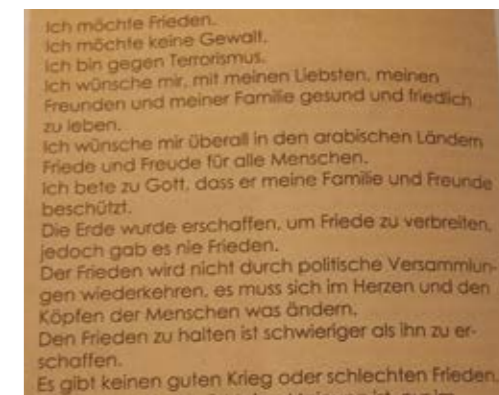 Ich möchte Frieden.
Ich möchte keine Gewalt.
Ich bin gegen Terrorismus.
Ich wünsche mir, mit meinen Liebsten, meinen
Freunden und meiner Familie gesund und friedlich
zu leben.
Ich wünsche mir überall in den arabischen Ländern
Friede und Freude für alle Menschen.
Ich bete zu Gott, dass er meine Familie und Freunde
beschützt.
Die Erde wurde erschaffen, um Friede zu verbreiten,
jedoch gab es nie Frieden.
Der Frieden wird nicht durch politische Versammlun-
gen wiederkehren, es muss sich im Herzen und den
Köpfen der Menschen was ändern.
Den Frieden zu halten ist schwieriger als ihn zu er-
schaffen.
Es gibt keinen guten Krieg oder schlechten Frieden.